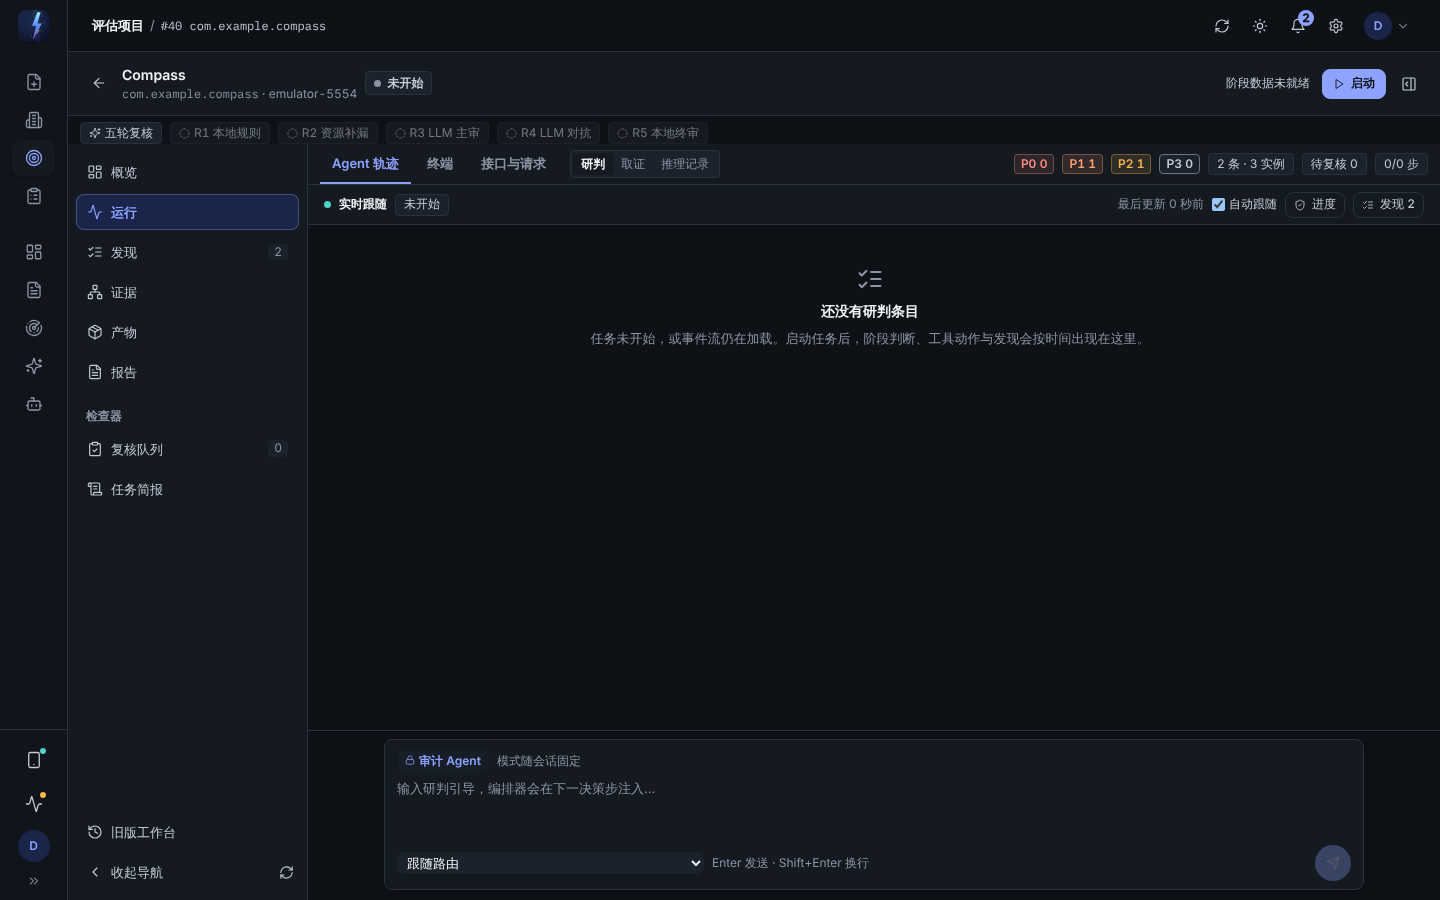 评估项目 / #40 com.example.compass
2
D
Compass
com.example.compass · emulator-5554
未开始
阶段数据未就绪
启动
五轮复核
R1 本地规则
R2 资源补漏
R3 LLM 主审
R4 LLM 对抗
R5 本地终审
概览
运行
发现 2
证据
产物
报告
检查器
复核队列 0
任务简报
旧版工作台
收起导航
D
Agent 轨迹
终端
接口与请求
研判
取证
推理记录
P0 0
P1 1
P2 1
P3 0
2 条 · 3 实例
待复核 0
0/0 步
实时跟随
未开始
最后更新 0 秒前
自动跟随
进度
发现 2
还没有研判条目
任务未开始，或事件流仍在加载。启动任务后，阶段判断、工具动作与发现会按时间出现在这里。
审计 Agent
模式随会话固定
输入研判引导，编排器会在下一决策步注入...
跟随路由
Enter 发送 · Shift+Enter 换行